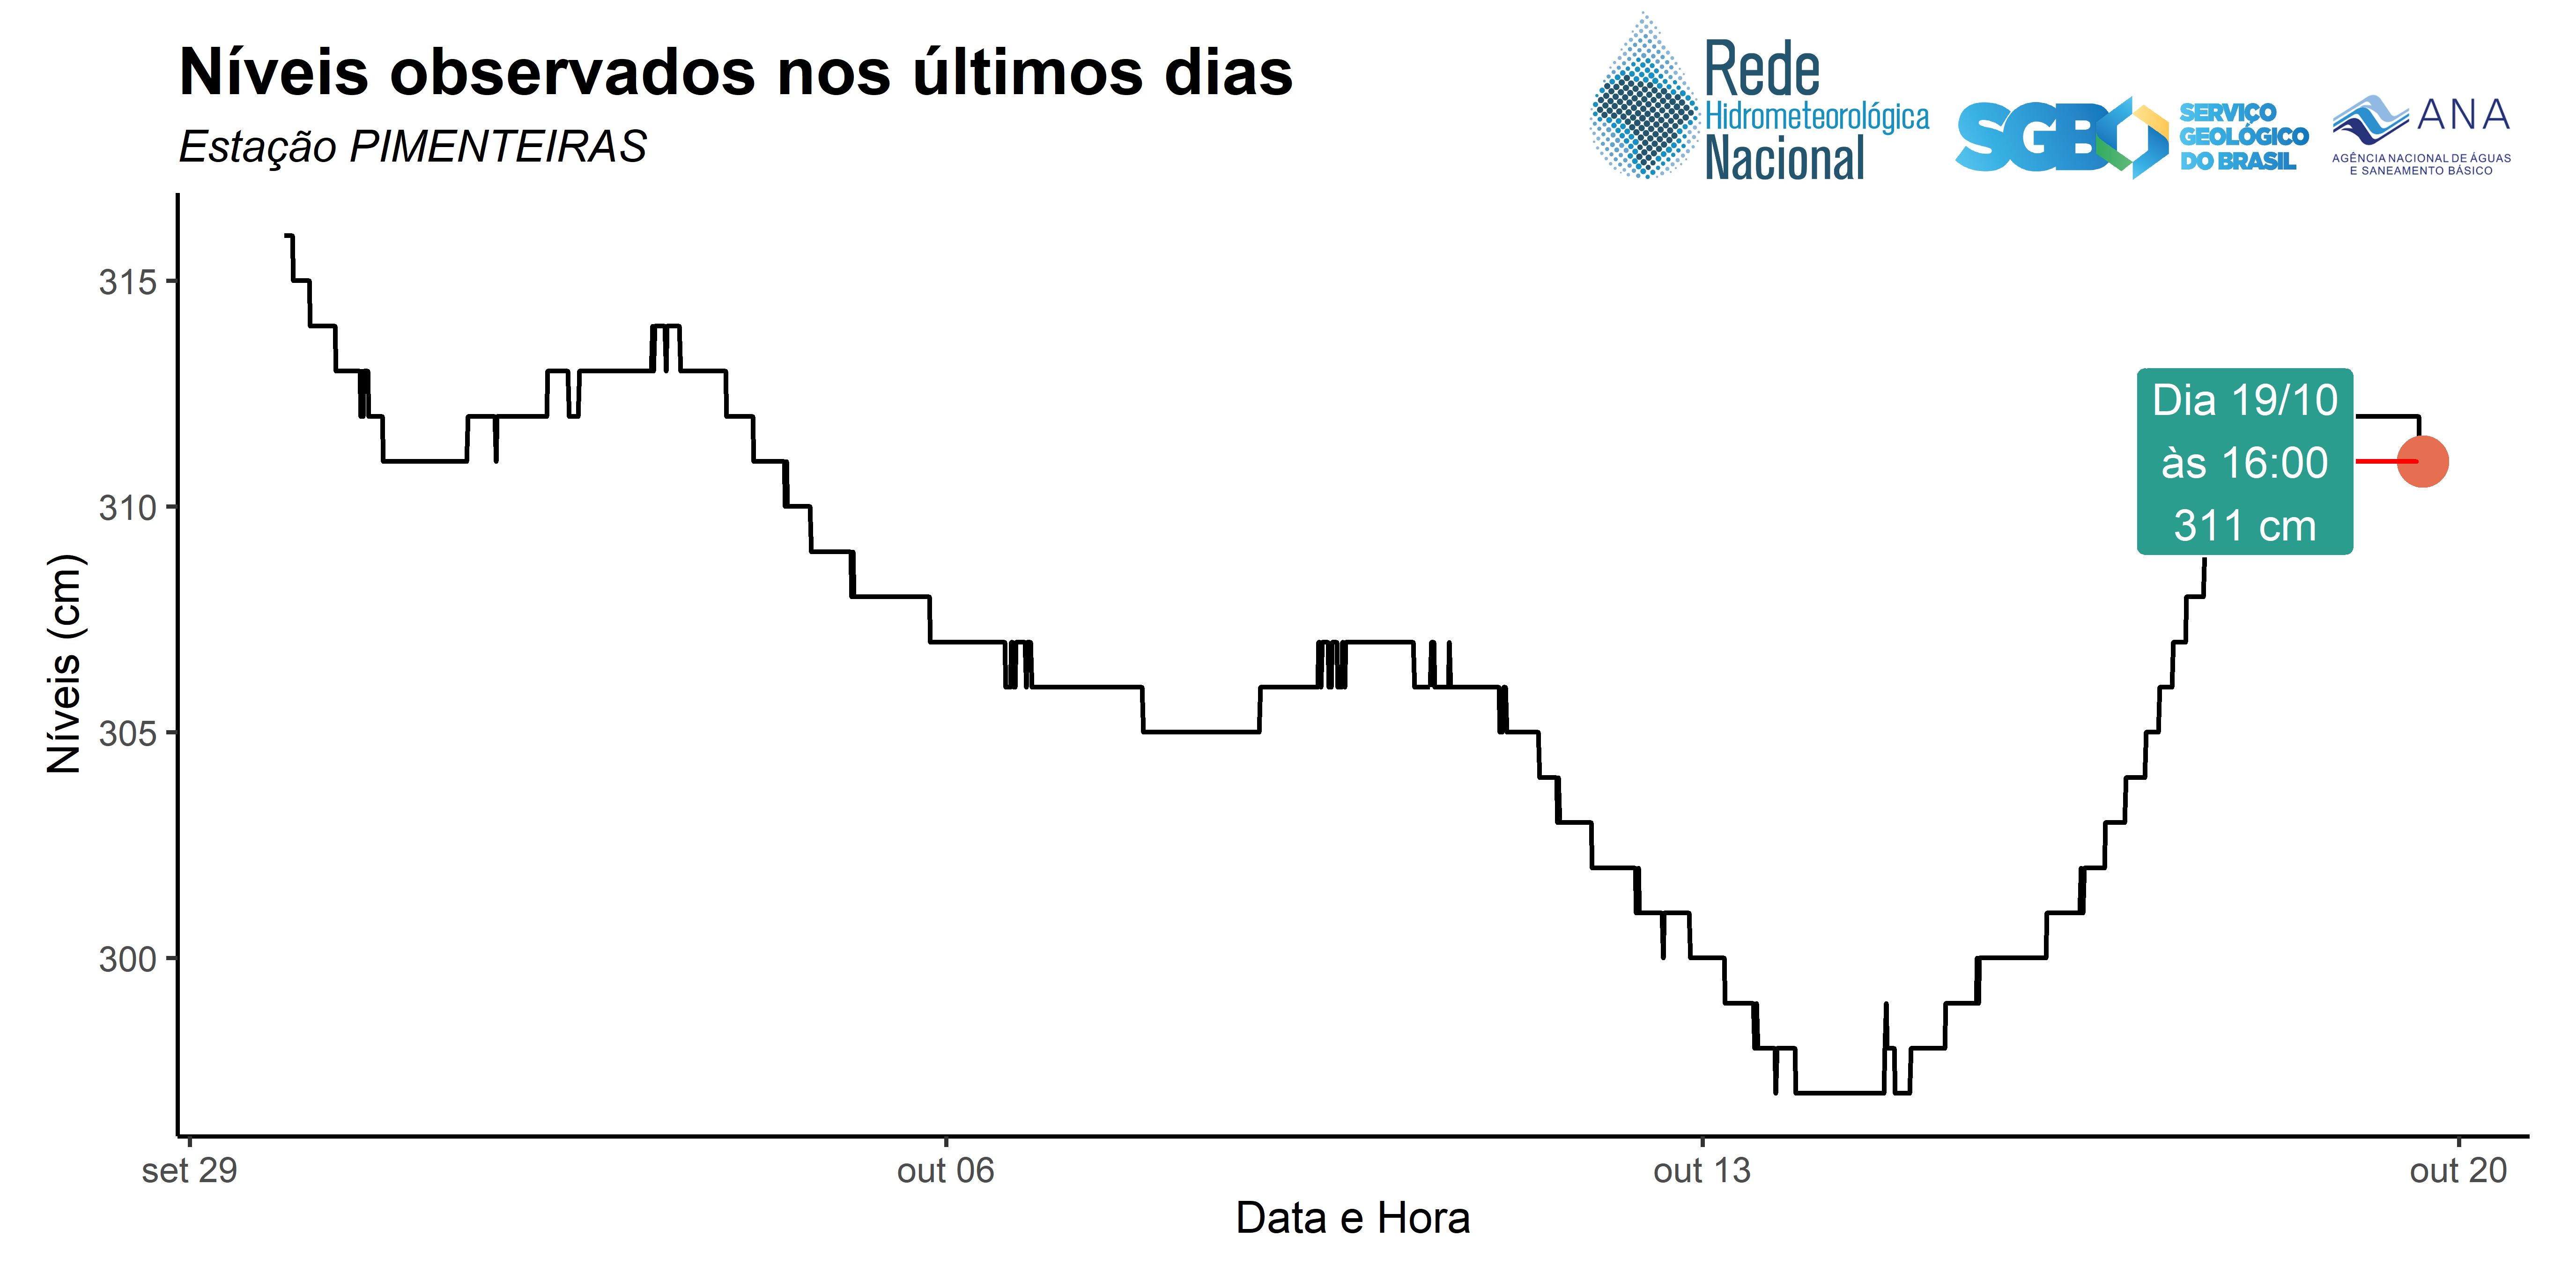 Níveis observados nos últimos dias
Estação PIMENTEIRAS
Rede
Hidrometeorológica
Nacional
SGB
SERVIÇO
GEOLÓGICO
DO BRASIL
ANA
AGÊNCIA NACIONAL DE ÁGUAS
E SANEAMENTO BÁSICO
Níveis (cm)
315
310
305
300
Dia 19/10
às 16:00
311 cm
set 29
out 06
out 13
out 20
Data e Hora